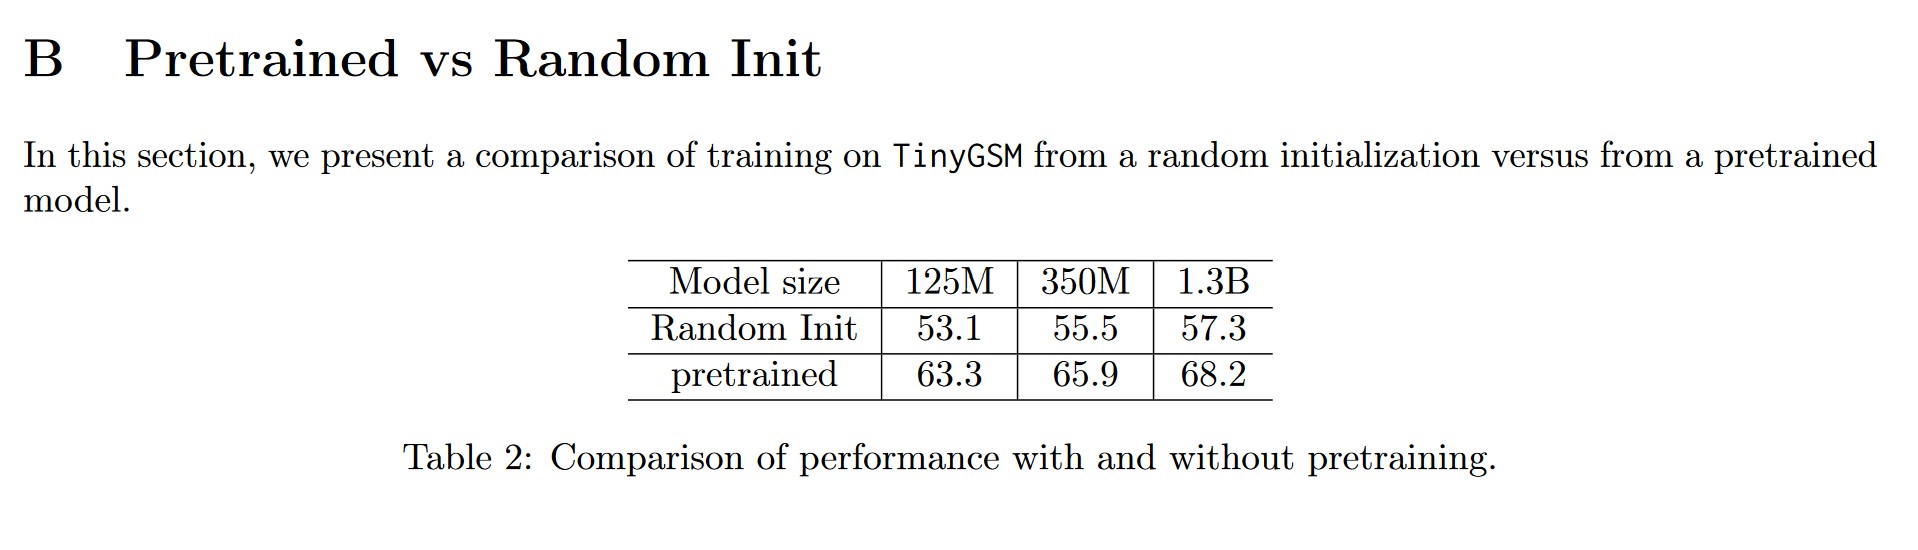 B Pretrained vs Random Init
In this section, we present a comparison of training on TinyGSM from a random initialization versus from a pretrained
model.
Model size 125M 350M 1.3B
Random Init 53.1 55.5 57.3
pretrained 63.3 65.9 68.2
Table 2: Comparison of performance with and without pretraining.